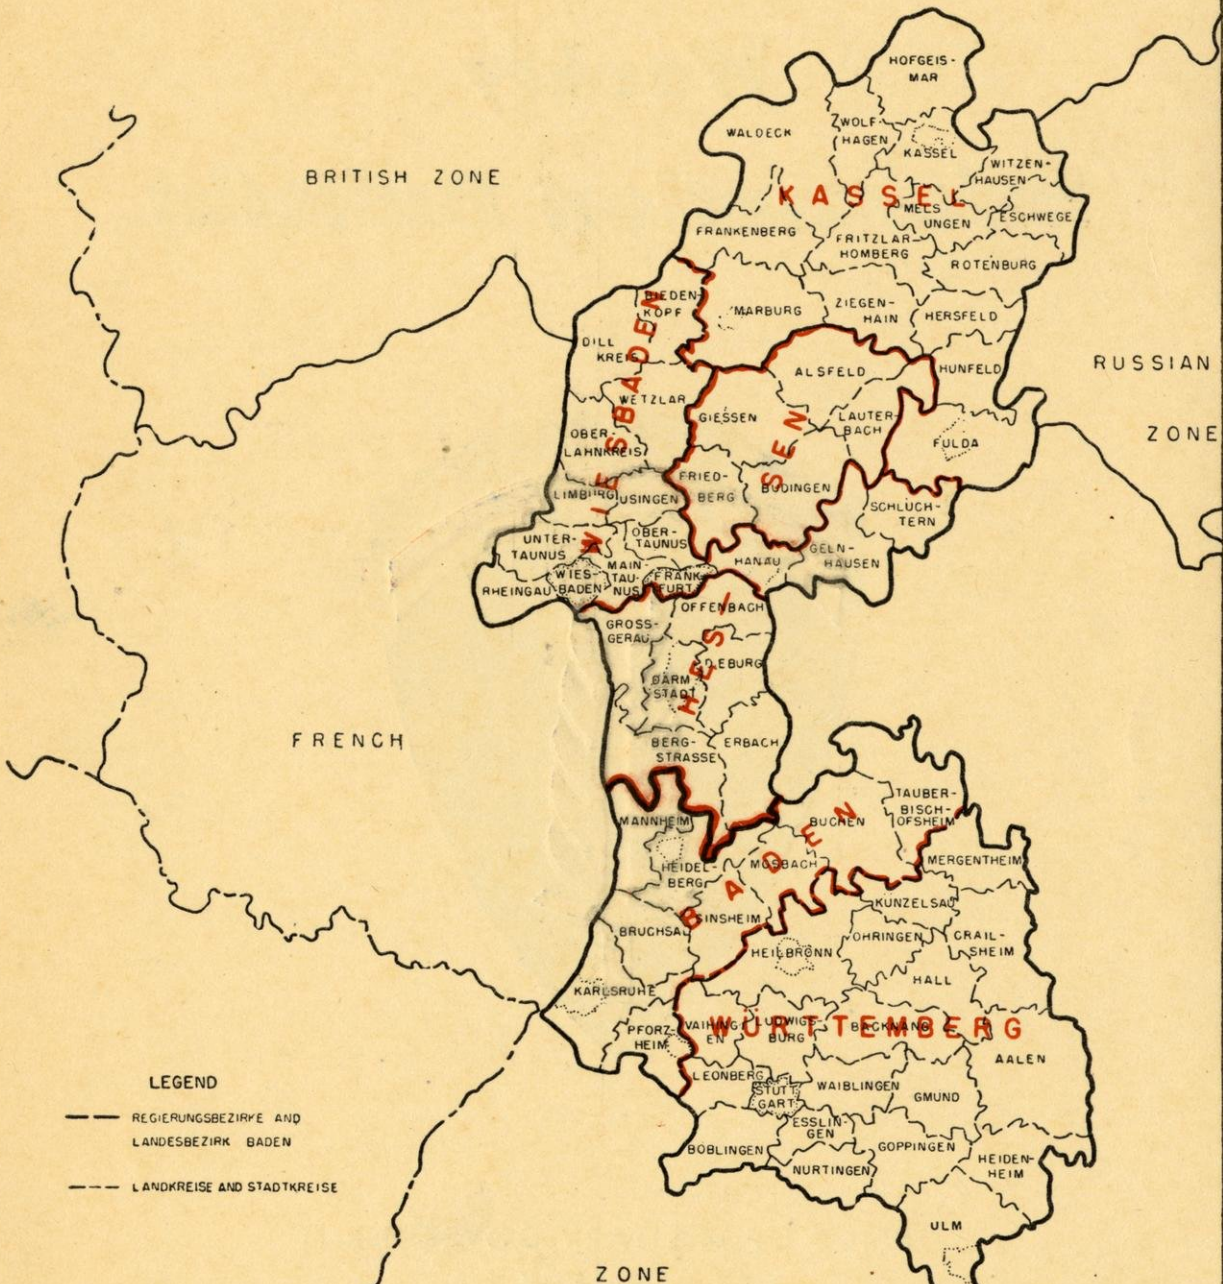 HOFGEIS-
MAR
WALDECK
WOLF-
HAGEN
KASSEL
WITZEN-
HAUSEN
BRITISH ZONE
KASSEL
MELS
UNGEN
ESCHWEGE
FRANKENBERG
FRITZLAR-
HOMBERG
ROTENBURG
BIEDEN-
KOPF
MARBURG
ZIEGEN-
HAIN
HERSFELD
DILL
KREIS
WIESBADEN
RUSSIAN
ZONE
ALSFELD
HUNFELD
WETZLAR
GIESSEN
LAUTER-
BACH
FULDA
OBER-
LAHNKREIS
LIMBURG
USINGEN
FRIED-
BERG
BUDINGEN
SCHLUCH-
TERN
UNTER-
TAUNUS
OBER-
TAUNUS
HANAU
GELN-
HAUSEN
RHEINGAU
WIES-
BADEN
MAIN
TAU-
NUS
FRANK
FURT
HES-
SEN
OFFENBACH
GROSS-
GERAU
DIEBURG
DARM
STADT
FRENCH
BERG-
STRASSE
ERBACH
TAUBER-
BISCH-
OFSHEIM
MANNHEIM
BUCHEN
BADEN
HEIDEL-
BERG
MOSBACH
MERGENTHEIM
SINSHEIM
KUNZELSAU
BRUCHSAL
OHRINGEN
CRAIL-
SHEIM
HEILBRONN
HALL
KARLSRUHE
WÜRTTEMBERG
PFORZ-
HEIM
VAIHING
EN
LUDWIGS-
BURG
BACKNANG
AALEN
LEONBERG
STUTT
GART
WAIBLINGEN
GMUND
ESSLIN-
GEN
BOBLINGEN
GOPPINGEN
NURTINGEN
HEIDEN-
HEIM
ULM
LEGEND
REGIERUNGSBEZIRKE AND
LANDESBEZIRK BADEN
LANDKREISE AND STADTKREISE
ZONE